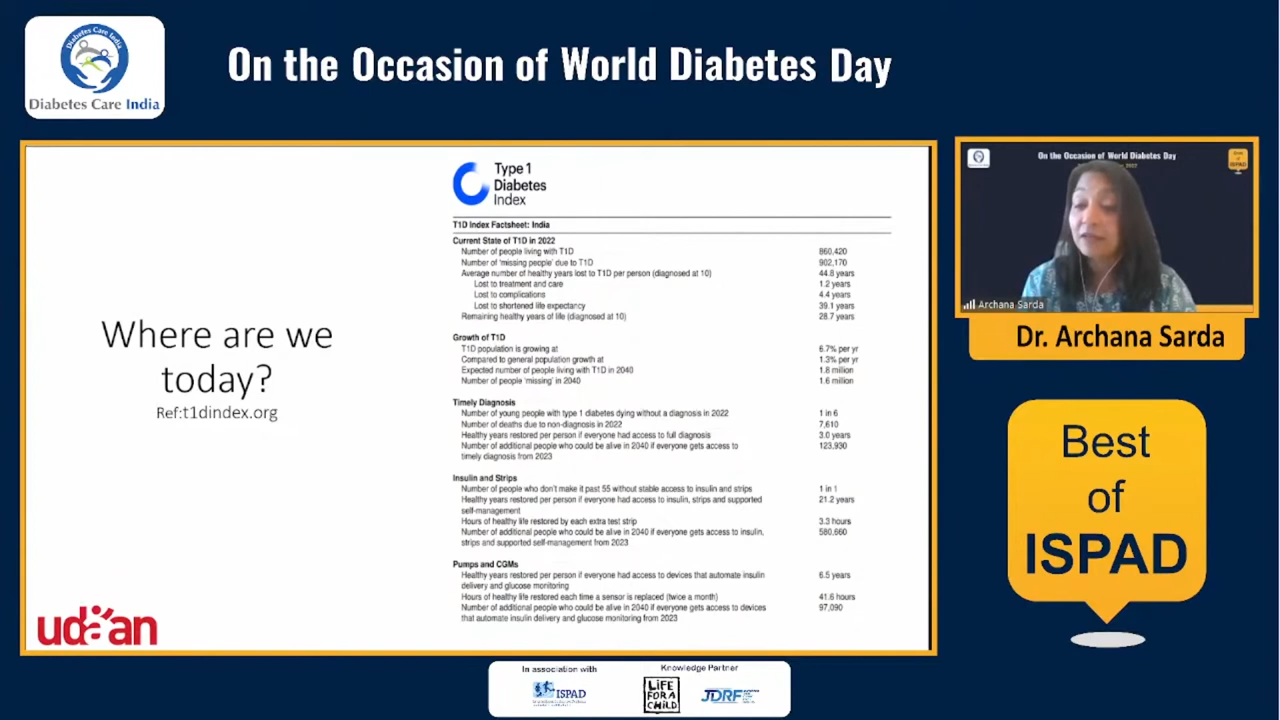 Diabetes Care India
Diabetes Care India
On the Occasion of World Diabetes Day
Where are we
today?
Ref:t1dindex.org
udaan
Type 1
Diabetes
Index
T1D Index Factsheet: India
Current State of T1D in 2022
Number of people living with T1D 860,420
Number of 'missing people' due to T1D 902,170
Average number of healthy years lost to T1D per person (diagnosed at 10) 44.8 years
Lost to treatment and care 1.2 years
Lost to complications 4.4 years
Lost to shortened life expectancy 39.1 years
Remaining healthy years of life (diagnosed at 10) 28.7 years
Growth of T1D
T1D population is growing at 6.7% per yr
Compared to general population growth at 1.3% per yr
Expected number of people living with T1D in 2040 1.8 million
Number of people 'missing' in 2040 1.6 million
Timely Diagnosis
Number of young people with type 1 diabetes dying without a diagnosis in 2022 1 in 6
Number of deaths due to non-diagnosis in 2022 7,610
Healthy years restored per person if everyone had access to full diagnosis 3.0 years
Number of additional people who could be alive in 2040 if everyone gets access to 123,930
timely diagnosis from 2023
Insulin and Strips
Number of people who don't make it past 55 without stable access to insulin and strips 1 in 1
Healthy years restored per person if everyone had access to insulin, strips and supported 21.2 years
self-management
Hours of healthy life restored by each extra test strip 3.3 hours
Number of additional people who could be alive in 2040 if everyone gets access to insulin, 580,660
strips and supported self-management from 2023
Pumps and CGMs
Healthy years restored per person if everyone had access to devices that automate insulin 6.5 years
delivery and glucose monitoring
Hours of healthy life restored each time a sensor is replaced (twice a month) 41.6 hours
Number of additional people who could be alive in 2040 if everyone gets access to devices 97,090
that automate insulin delivery and glucose monitoring from 2023
On the Occasion of World Diabetes Day
Best
of
ISPAD
Archana Sarda
Dr. Archana Sarda
Best
of
ISPAD
In association with
ISPAD
Knowledge Partner
LIFE
FOR A
CHILD
JDRF